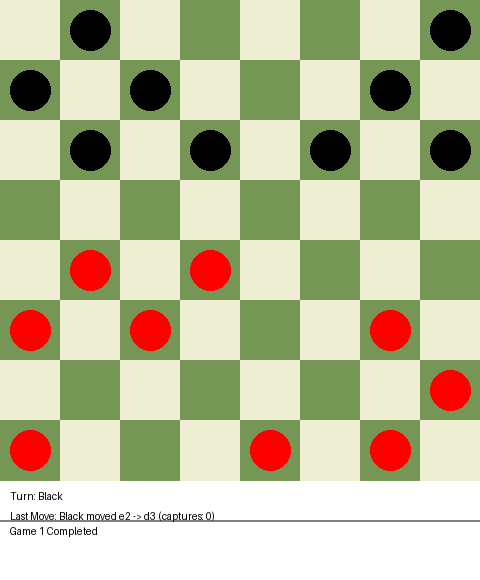 Turn: Black
Last Move: Black moved e2 -> d3 (captures: 0)
Game 1 Completed